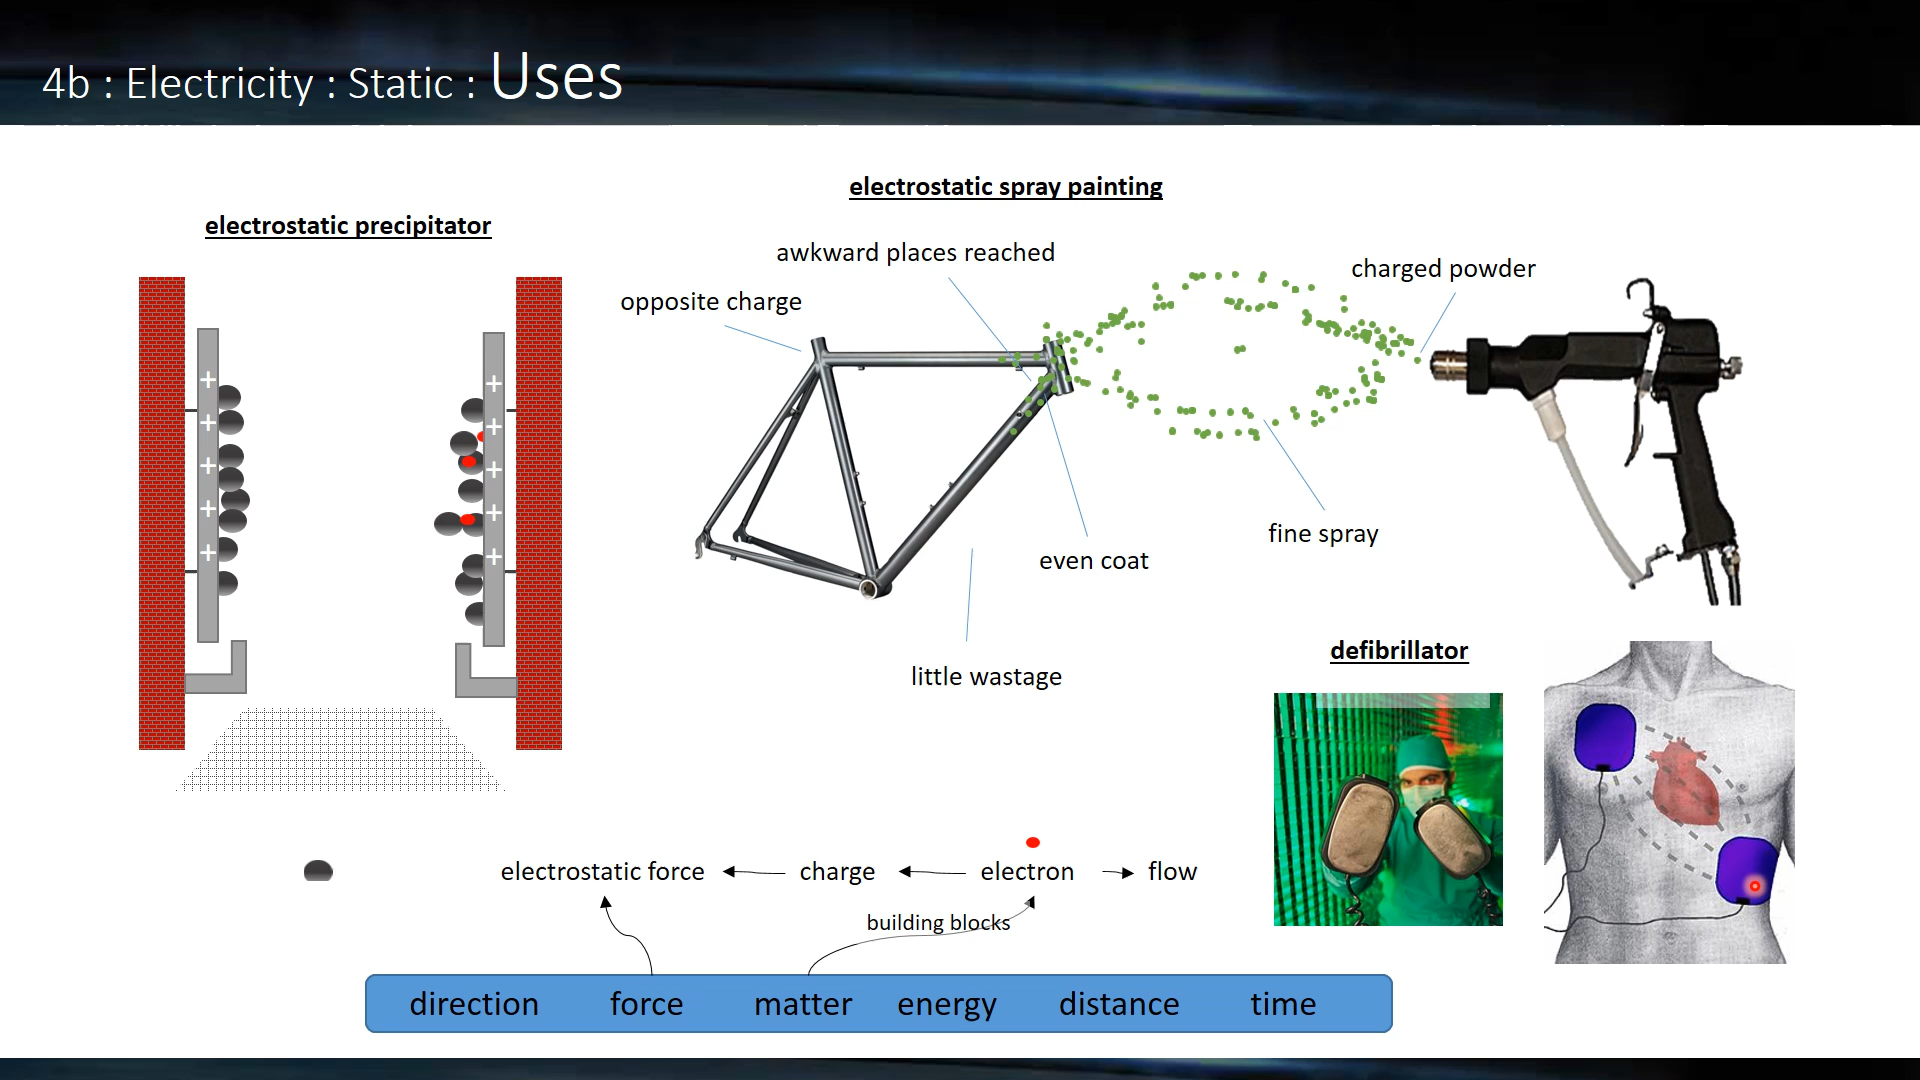 4b : Electricity : Static : Uses
electrostatic precipitator
+
+
+
+
+
+
+
+
+
+
electrostatic spray painting
awkward places reached
opposite charge
charged powder
fine spray
even coat
little wastage
defibrillator
electrostatic force charge electron flow
building blocks
direction force matter energy distance time